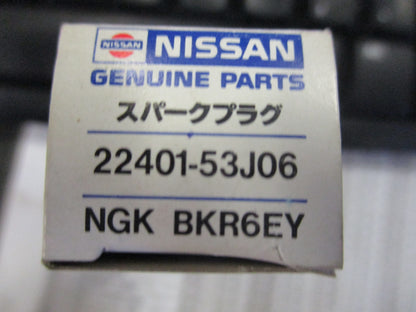 NISSAN NISSAN
GENUINE PARTS
スパークプラグ
22401-53J06
NGK BKR6EY